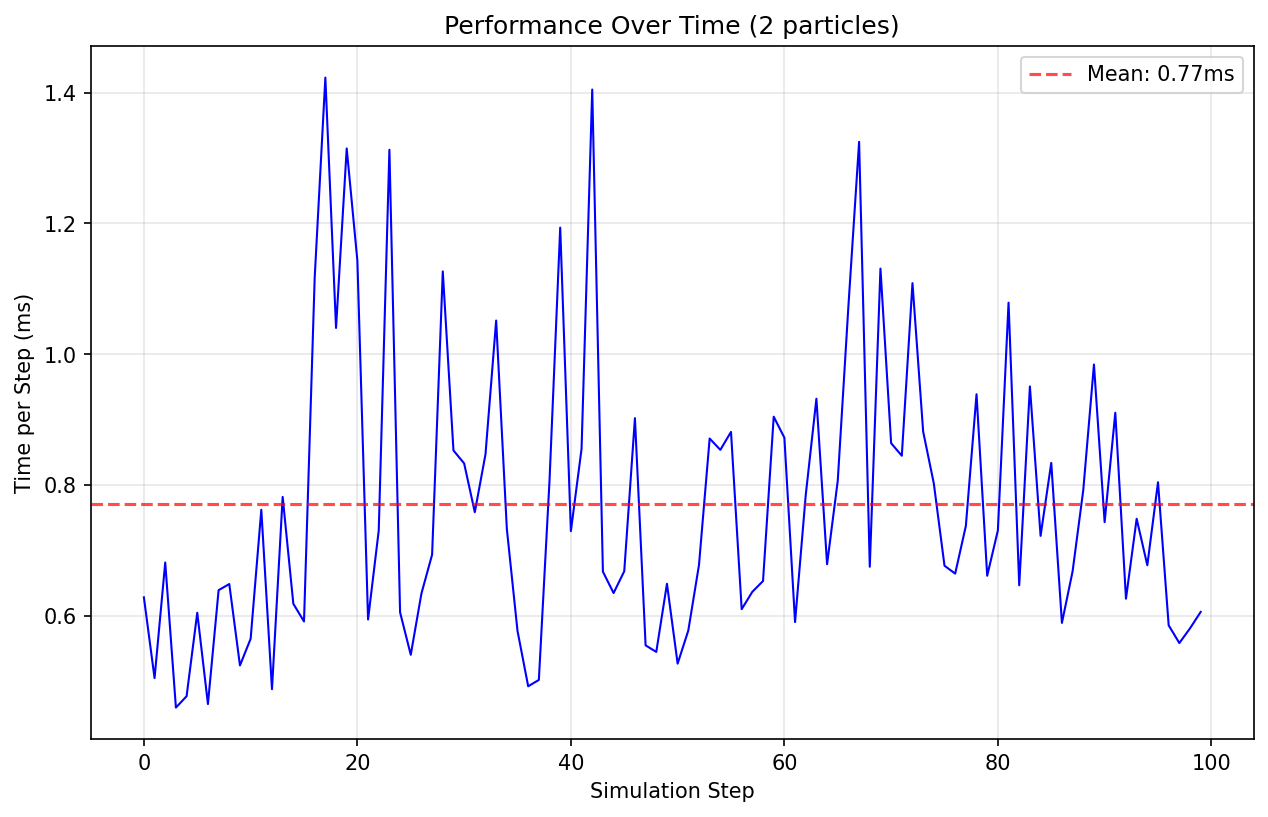 Performance Over Time (2 particles)
Mean: 0.77ms
Time per Step (ms)
1.4
1.2
1.0
0.8
0.6
0 20 40 60 80 100
Simulation Step